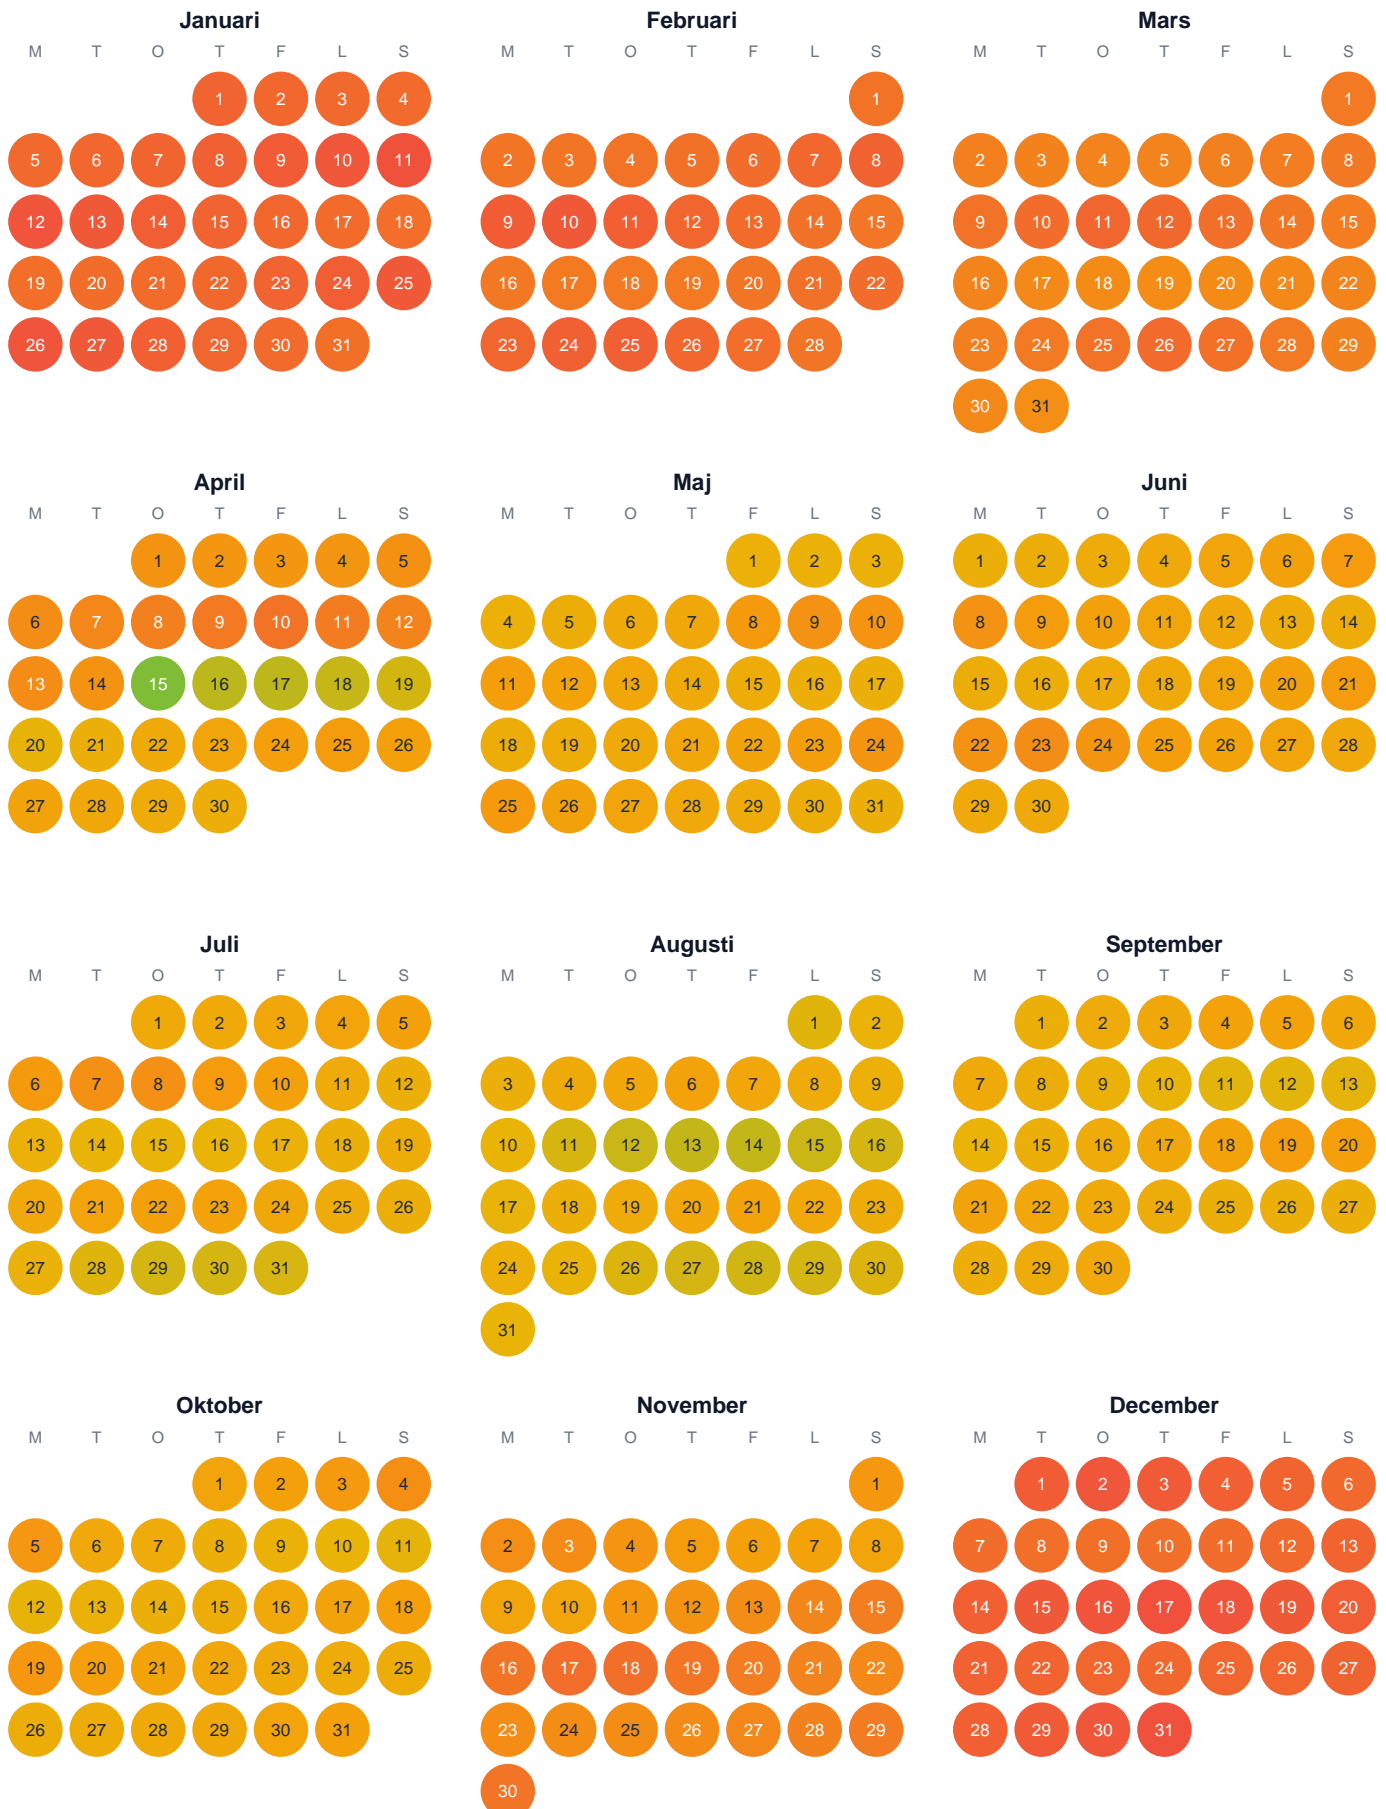 Januari Februari Mars
M T O T F L S M T O T F L S M T O T F L S
1 2 3 4 1 1
5 6 7 8 9 10 11 2 3 4 5 6 7 8 2 3 4 5 6 7 8
12 13 14 15 16 17 18 9 10 11 12 13 14 15 9 10 11 12 13 14 15
19 20 21 22 23 24 25 16 17 18 19 20 21 22 16 17 18 19 20 21 22
26 27 28 29 30 31 23 24 25 26 27 28 23 24 25 26 27 28 29
30 31
April Maj Juni
M T O T F L S M T O T F L S M T O T F L S
1 2 3 4 5 1 2 3 1 2 3 4 5 6 7
6 7 8 9 10 11 12 4 5 6 7 8 9 10 8 9 10 11 12 13 14
13 14 15 16 17 18 19 11 12 13 14 15 16 17 15 16 17 18 19 20 21
20 21 22 23 24 25 26 18 19 20 21 22 23 24 22 23 24 25 26 27 28
27 28 29 30 25 26 27 28 29 30 31 29 30
Juli Augusti September
M T O T F L S M T O T F L S M T O T F L S
1 2 3 4 5 1 2 1 2 3 4 5 6
6 7 8 9 10 11 12 3 4 5 6 7 8 9 7 8 9 10 11 12 13
13 14 15 16 17 18 19 10 11 12 13 14 15 16 14 15 16 17 18 19 20
20 21 22 23 24 25 26 17 18 19 20 21 22 23 21 22 23 24 25 26 27
27 28 29 30 31 24 25 26 27 28 29 30 28 29 30
31
Oktober November December
M T O T F L S M T O T F L S M T O T F L S
1 2 3 4 1 1 2 3 4 5 6
5 6 7 8 9 10 11 2 3 4 5 6 7 8 7 8 9 10 11 12 13
12 13 14 15 16 17 18 9 10 11 12 13 14 15 14 15 16 17 18 19 20
19 20 21 22 23 24 25 16 17 18 19 20 21 22 21 22 23 24 25 26 27
26 27 28 29 30 31 23 24 25 26 27 28 29 28 29 30 31
30